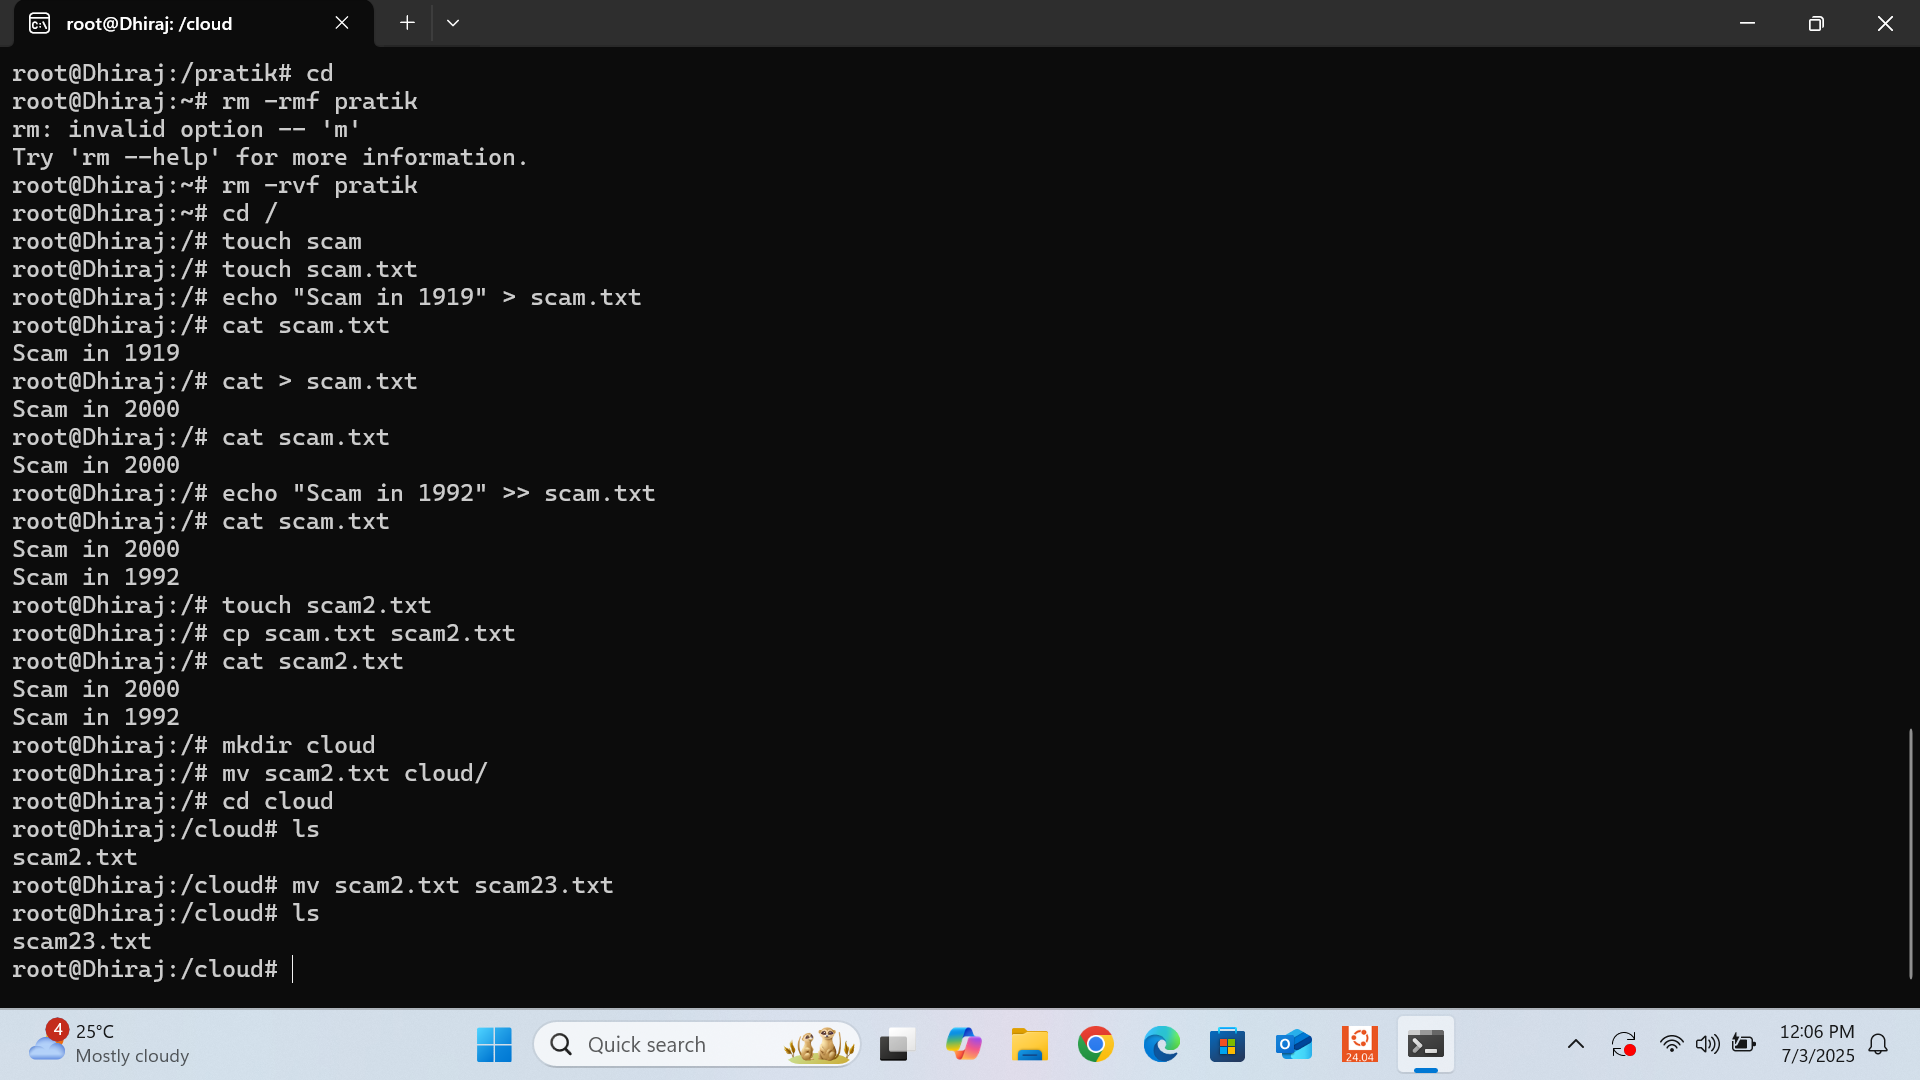 root@Dhiraj: /cloud
root@Dhiraj:/pratik# cd
root@Dhiraj:~# rm -rmf pratik
rm: invalid option -- 'm'
Try 'rm --help' for more information.
root@Dhiraj:~# rm -rvf pratik
root@Dhiraj:~# cd /
root@Dhiraj:/# touch scam
root@Dhiraj:/# touch scam.txt
root@Dhiraj:/# echo "Scam in 1919" > scam.txt
root@Dhiraj:/# cat scam.txt
Scam in 1919
root@Dhiraj:/# cat > scam.txt
Scam in 2000
root@Dhiraj:/# cat scam.txt
Scam in 2000
root@Dhiraj:/# echo "Scam in 1992" >> scam.txt
root@Dhiraj:/# cat scam.txt
Scam in 2000
Scam in 1992
root@Dhiraj:/# touch scam2.txt
root@Dhiraj:/# cp scam.txt scam2.txt
root@Dhiraj:/# cat scam2.txt
Scam in 2000
Scam in 1992
root@Dhiraj:/# mkdir cloud
root@Dhiraj:/# mv scam2.txt cloud/
root@Dhiraj:/# cd cloud
root@Dhiraj:/cloud# ls
scam2.txt
root@Dhiraj:/cloud# mv scam2.txt scam23.txt
root@Dhiraj:/cloud# ls
scam23.txt
root@Dhiraj:/cloud#
4
25°C
Mostly cloudy
Quick search
24.04
12:06 PM
7/3/2025